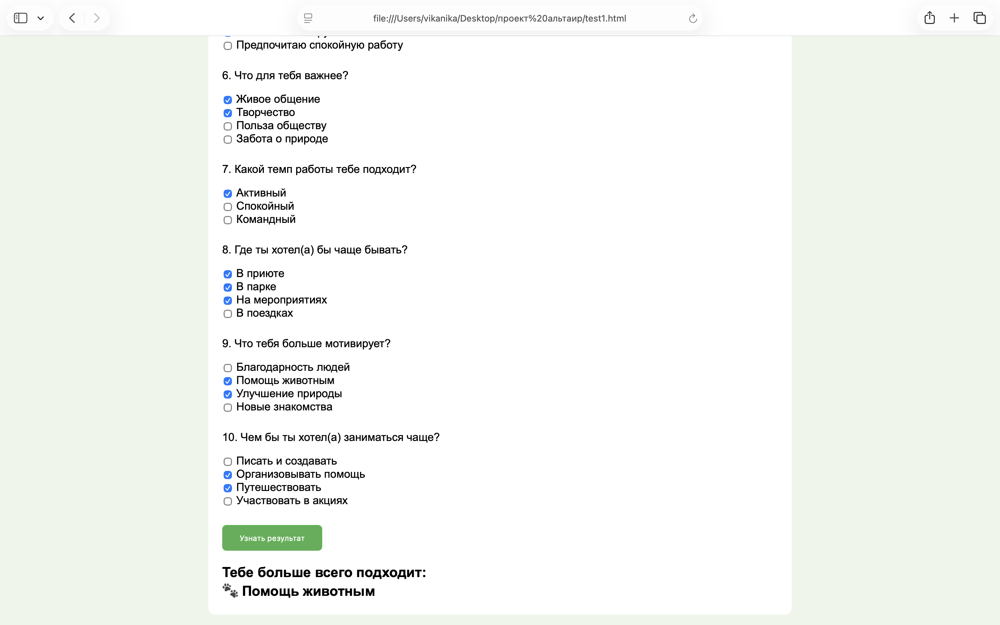 file:///Users/vikanika/Desktop/проект%20альтаир/test1.html
Предпочитаю спокойную работу
6. Что для тебя важнее?
Живое общение
Творчество
Польза обществу
Забота о природе
7. Какой темп работы тебе подходит?
Активный
Спокойный
Командный
8. Где ты хотел(а) бы чаще бывать?
В приюте
В парке
На мероприятиях
В поездках
9. Что тебя больше мотивирует?
Благодарность людей
Помощь животным
Улучшение природы
Новые знакомства
10. Чем бы ты хотел(а) заниматься чаще?
Писать и создавать
Организовывать помощь
Путешествовать
Участвовать в акциях
Узнать результат
Тебе больше всего подходит:
🐾 Помощь животным